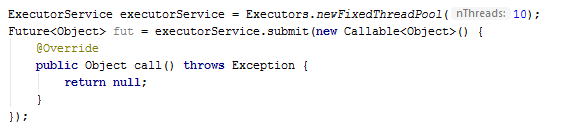 ExecutorService executorService = Executors.newFixedThreadPool( nThreads: 10);
Future<Object> fut = executorService.submit(new Callable<Object>() {
    @Override
    public Object call() throws Exception {
        return null;
    }
});